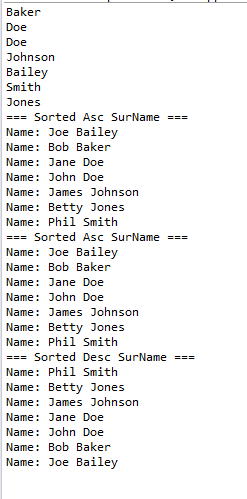 Baker
Doe
Doe
Johnson
Bailey
Smith
Jones
=== Sorted Asc SurName ===
Name: Joe Bailey
Name: Bob Baker
Name: Jane Doe
Name: John Doe
Name: James Johnson
Name: Betty Jones
Name: Phil Smith
=== Sorted Asc SurName ===
Name: Joe Bailey
Name: Bob Baker
Name: Jane Doe
Name: John Doe
Name: James Johnson
Name: Betty Jones
Name: Phil Smith
=== Sorted Desc SurName ===
Name: Phil Smith
Name: Betty Jones
Name: James Johnson
Name: Jane Doe
Name: John Doe
Name: Bob Baker
Name: Joe Bailey